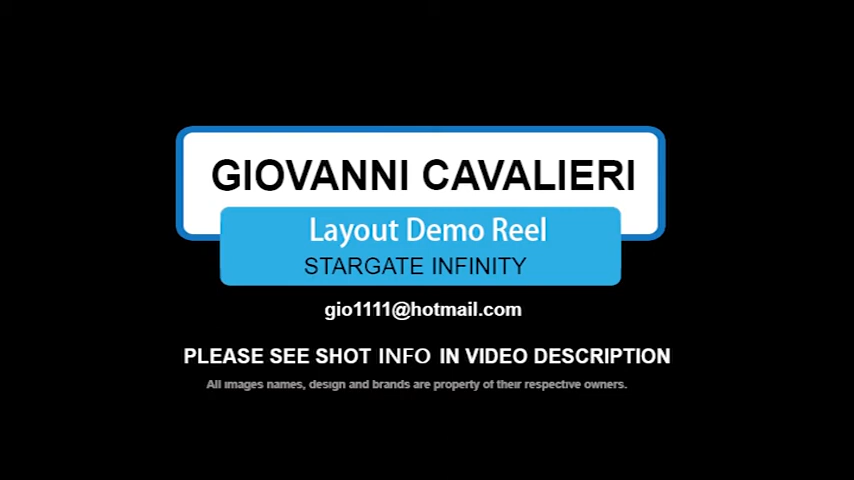 GIOVANNI CAVALIERI
Layout Demo Reel
STARGATE INFINITY
gio1111@hotmail.com
PLEASE SEE SHOT INFO IN VIDEO DESCRIPTION
All images names, design and brands are property of their respective owners.